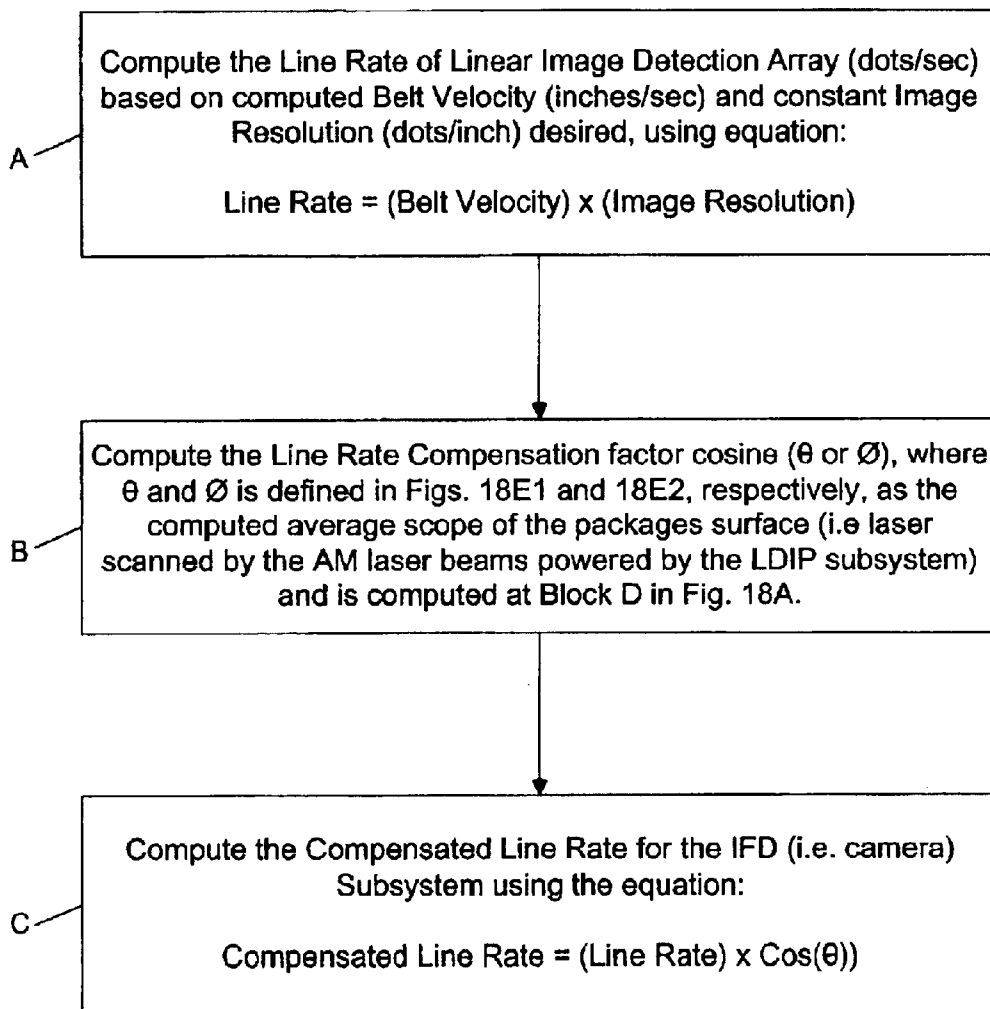 Compute the Line Rate of Linear Image Detection Array (dots/sec)
based on computed Belt Velocity (inches/sec) and constant Image
Resolution (dots/inch) desired, using equation:
A
Line Rate = (Belt Velocity) x (Image Resolution)
Compute the Line Rate Compensation factor cosine (θ or Ø), where
θ and Ø is defined in Figs. 18E1 and 18E2, respectively, as the
computed average scope of the packages surface (i.e laser
B
scanned by the AM laser beams powered by the LDIP subsystem)
and is computed at Block D in Fig. 18A.
Compute the Compensated Line Rate for the IFD (i.e. camera)
Subsystem using the equation:
C
Compensated Line Rate = (Line Rate) x Cos(θ))